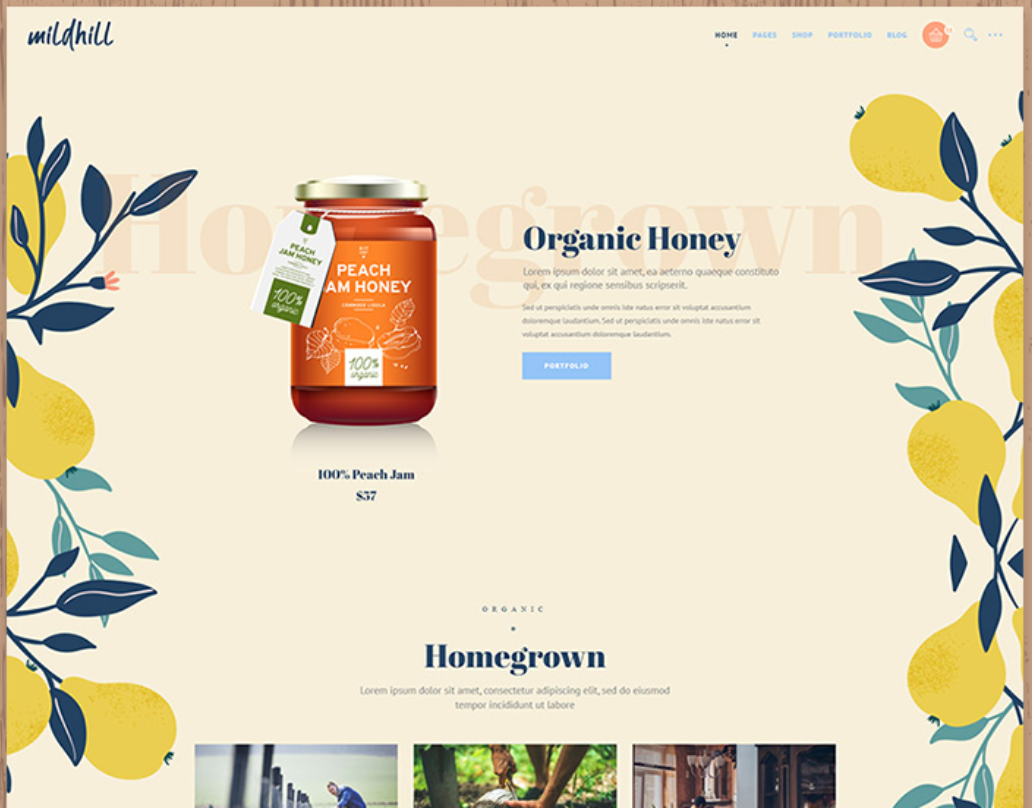 mildhill
HOME PAGES SHOP PORTFOLIO BLOG
Homegrown
PEACH
JAM HONEY
100%
organic
PEACH
JAM HONEY
100%
organic
100% Peach Jam
$37
Organic Honey
Lorem ipsum dolor sit amet, ea aeterno quaeque constituto
qui, ex qui regione sensibus scripserit.
Sed ut perspiciatis unde omnis iste natus error sit voluptat accusantium
doloremque laudantium. Sed ut perspiciatis unde omnis iste natus error sit
voluptat accusantium doloremque laudantium.
PORTFOLIO
ORGANIC
Homegrown
Lorem ipsum dolor sit amet, consectetur adipiscing elit, sed do eiusmod
tempor incididunt ut labore